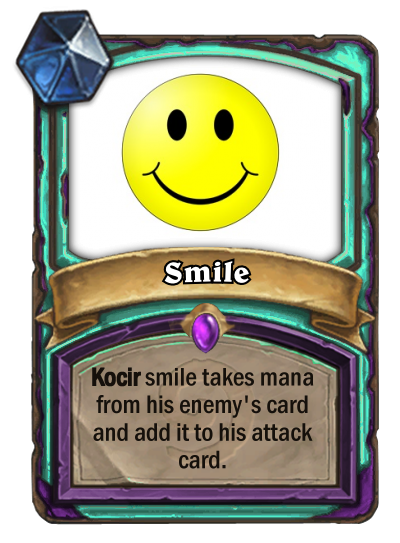 Smile
Kocir smile takes mana
from his enemy's card
and add it to his attack
card.